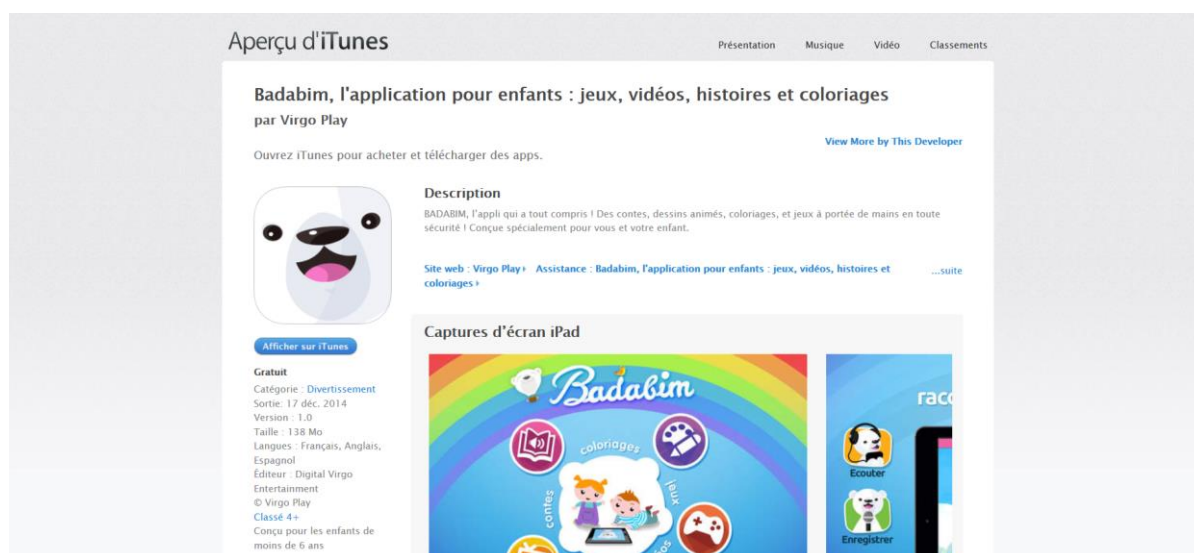 Aperçu d'iTunes
Présentation Musique Vidéo Classements
Badabim, l'application pour enfants : jeux, vidéos, histoires et coloriages
par Virgo Play
View More by This Developer
Ouvrez iTunes pour acheter et télécharger des apps.
Description
BADABIM, l'appli qui a tout compris ! Des contes, dessins animés, coloriages, et jeux à portée de mains en toute
sécurité ! Conçue spécialement pour vous et votre enfant.
Site web : Virgo Play Assistance : Badabim, l'application pour enfants : jeux, vidéos, histoires et
coloriages
...suite
Afficher sur iTunes
Gratuit
Catégorie : Divertissement
Sortie: 17 déc. 2014
Version : 1.0
Taille : 138 Mo
Langues : Français, Anglais,
Espagnol
Éditeur : Digital Virgo
Entertainment
© Virgo Play
Classé 4+
Conçu pour les enfants de
moins de 6 ans
Captures d'écran iPad
Badabim
coloriages
contes
jeux
Ecouter
Enregistrer